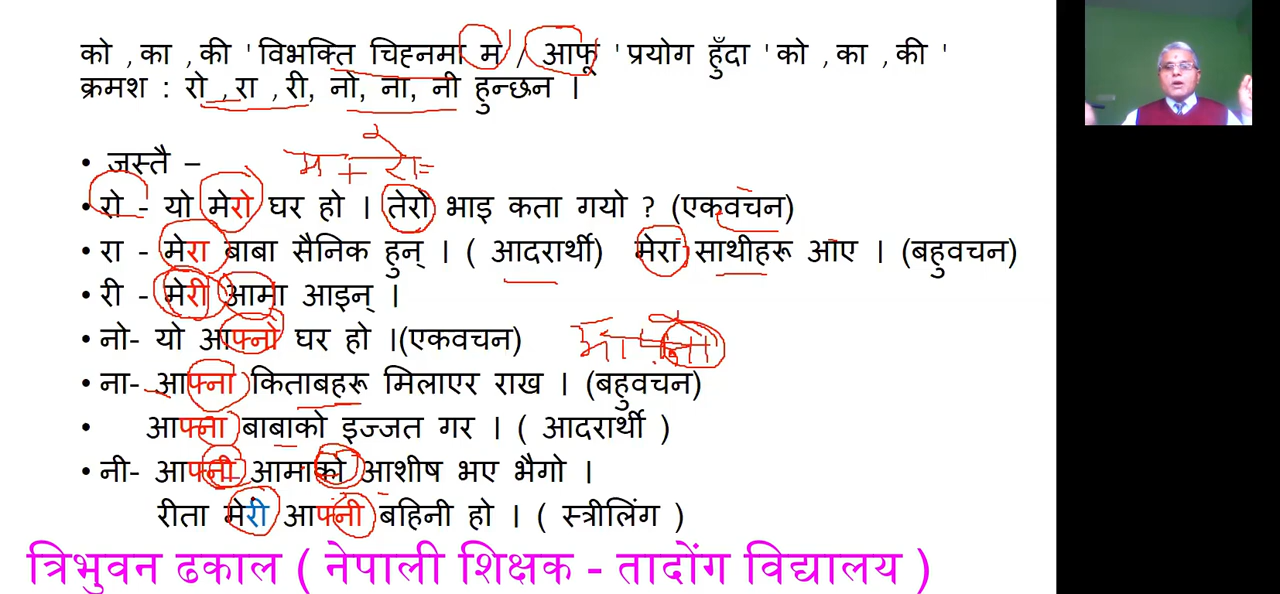 को ,का ,की 'विभक्ति चिह्नमा म / आफू 'प्रयोग हुँदा 'को ,का ,की '
क्रमश : रो ,रा ,री, नो, ना, नी हुन्छन ।
• जस्तै –
• रो - यो मेरो घर हो । तेरो भाइ कता गयो ? (एकवचन)
• रा - मेरा बाबा सैनिक हुन् । ( आदरार्थी) मेरा साथीहरू आए । (बहुवचन)
• री - मेरी आमा आइन् ।
• नो- यो आफ्नो घर हो ।(एकवचन)
• ना- आफ्ना किताबहरू मिलाएर राख । (बहुवचन)
• आफ्ना बाबाको इज्जत गर । ( आदरार्थी )
• नी- आफ्नी आमाको आशीष भए भैगो ।
रीता मेरी आफ्नी बहिनी हो । ( स्त्रीलिंग )
त्रिभुवन ढकाल ( नेपाली शिक्षक - तादोंग विद्यालय )